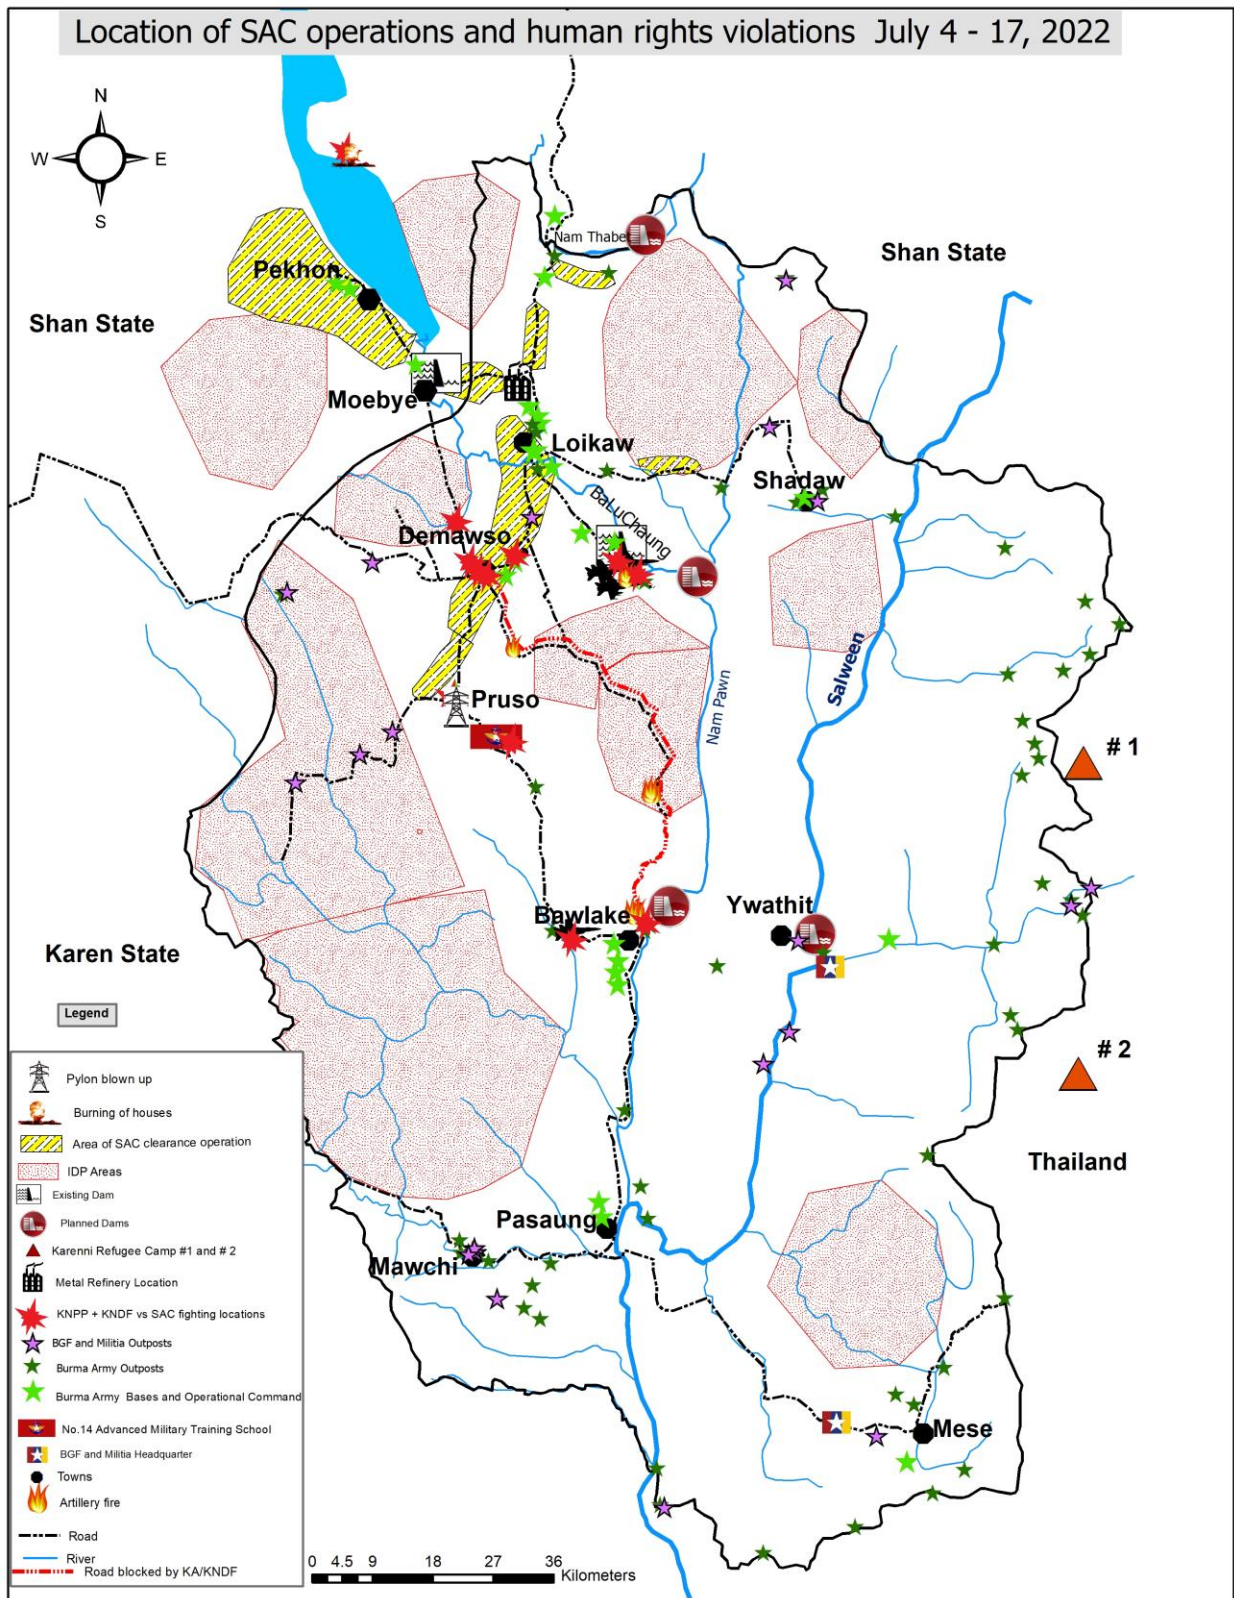 Location of SAC operations and human rights violations July 4 - 17, 2022
N
W
E
S
Nam Thabet
Shan State
Pekhon
Shan State
Moebye
Loikaw
Shadaw
BaLuChaung
Demawso
Salween
Pruso
Nam Pawn
# 1
Ywathit
Bawlake
Karen State
Legend
# 2
Thailand
Pasaung
Mawchi
Mese
Pylon blown up
Burning of houses
Area of SAC clearance operation
IDP Areas
Existing Dam
Planned Dams
Karenni Refugee Camp #1 and # 2
Metal Refinery Location
KNPP + KNDF vs SAC fighting locations
BGF and Militia Outposts
Burma Army Outposts
Burma Army Bases and Operational Command
No.14 Advanced Military Training School
BGF and Militia Headquarter
Towns
Artillery fire
Road
River
Road blocked by KA/KNDF
0 4.5 9 18 27 36
Kilometers